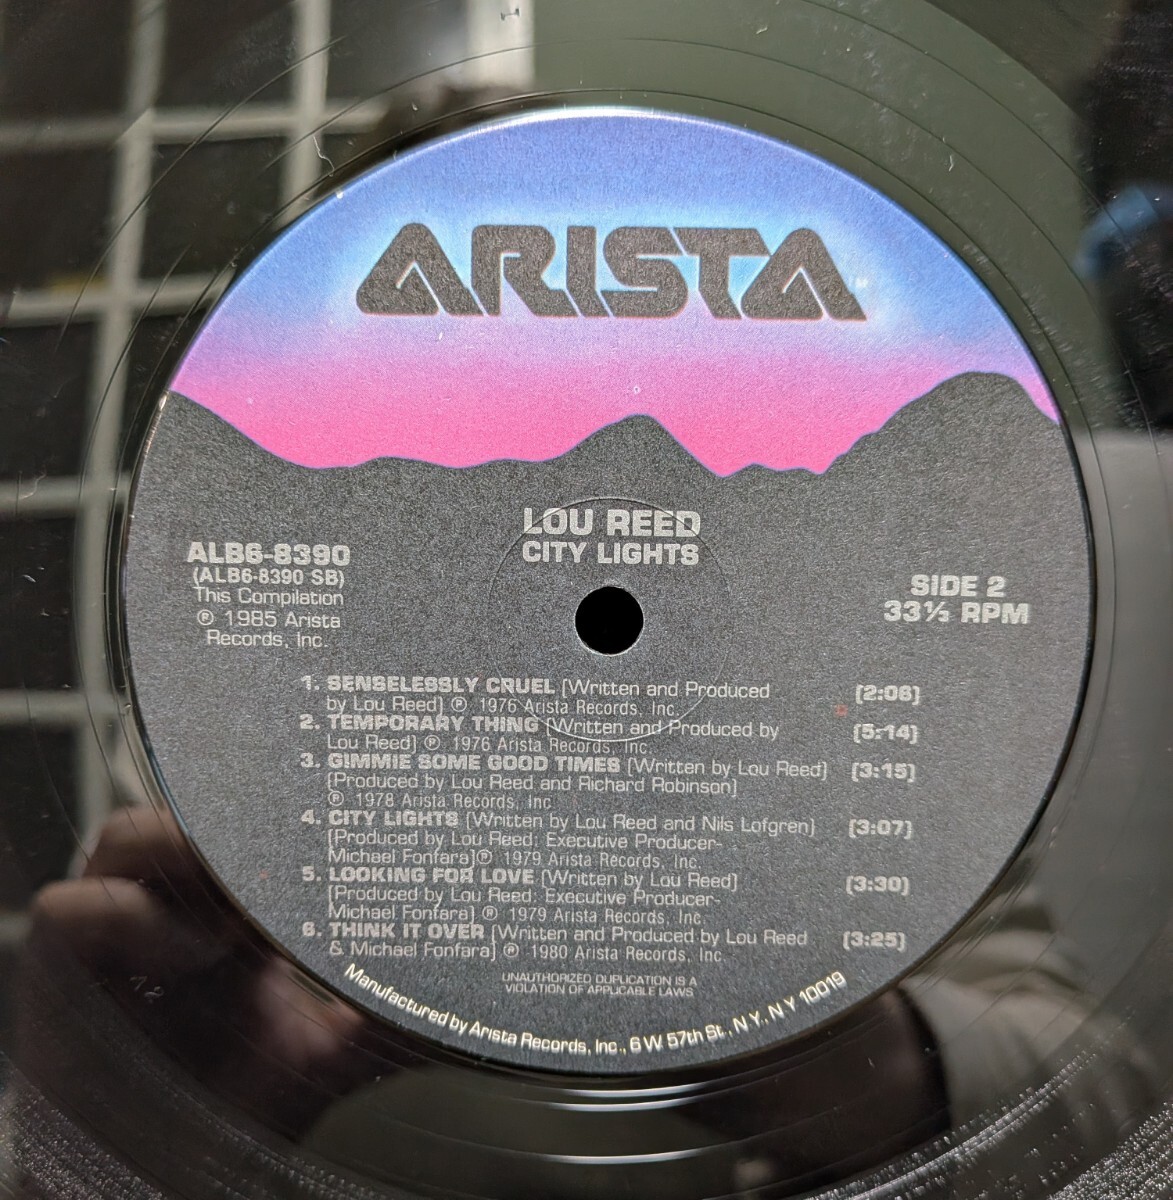 ARISTA
LOU REED
CITY LIGHTS
ALB6-8390
(ALB6-8390 SB)
This Compilation
℗ 1985 Arista
Records, Inc.
SIDE 2
33⅓ RPM
1. SENSELESSLY CRUEL [Written and Produced [2:06]
by Lou Reed] ℗ 1976 Arista Records, Inc.
2. TEMPORARY THING [Written and Produced by [5:14]
Lou Reed] ℗ 1976 Arista Records, Inc.
3. GIMMIE SOME GOOD TIMES [Written by Lou Reed] [3:15]
[Produced by Lou Reed and Richard Robinson]
℗ 1978 Arista Records, Inc
4. CITY LIGHTS [Written by Lou Reed and Nils Lofgren] [3:07]
[Produced by Lou Reed; Executive Producer-
Michael Fonfara]℗ 1979 Arista Records, Inc.
5. LOOKING FOR LOVE [Written by Lou Reed] [3:30]
[Produced by Lou Reed: Executive Producer-
Michael Fonfara] ℗ 1979 Arista Records, Inc.
6. THINK IT OVER [Written and Produced by Lou Reed [3:25]
& Michael Fonfara] ℗ 1980 Arista Records, Inc.
UNAUTHORIZED DUPLICATION IS A
VIOLATION OF APPLICABLE LAWS
Manufactured by Arista Records, Inc., 6 W. 57th St., N.Y., N.Y. 10019
12